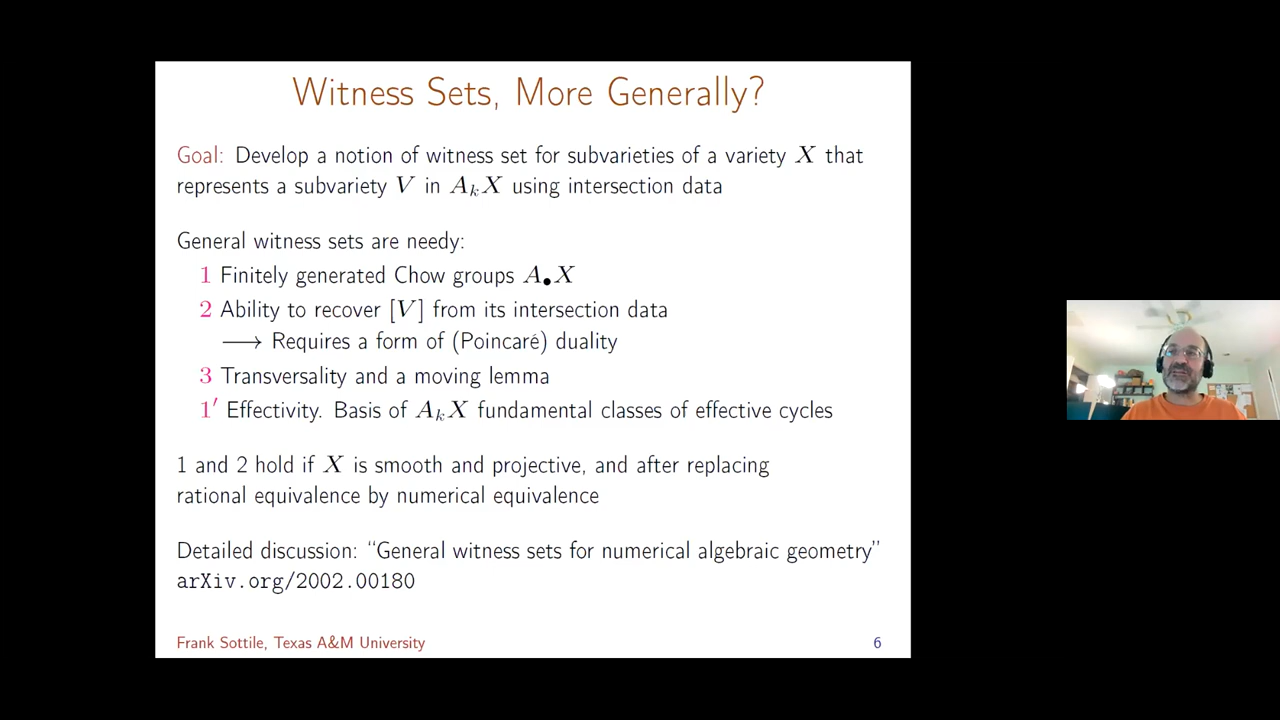 Witness Sets, More Generally?
Goal: Develop a notion of witness set for subvarieties of a variety X that
represents a subvariety V in AₖX using intersection data
General witness sets are needy:
1 Finitely generated Chow groups A•X
2 Ability to recover [V] from its intersection data
⟶ Requires a form of (Poincaré) duality
3 Transversality and a moving lemma
1′ Effectivity. Basis of AₖX fundamental classes of effective cycles
1 and 2 hold if X is smooth and projective, and after replacing
rational equivalence by numerical equivalence
Detailed discussion: “General witness sets for numerical algebraic geometry”
arXiv.org/2002.00180
Frank Sottile, Texas A&M University
6